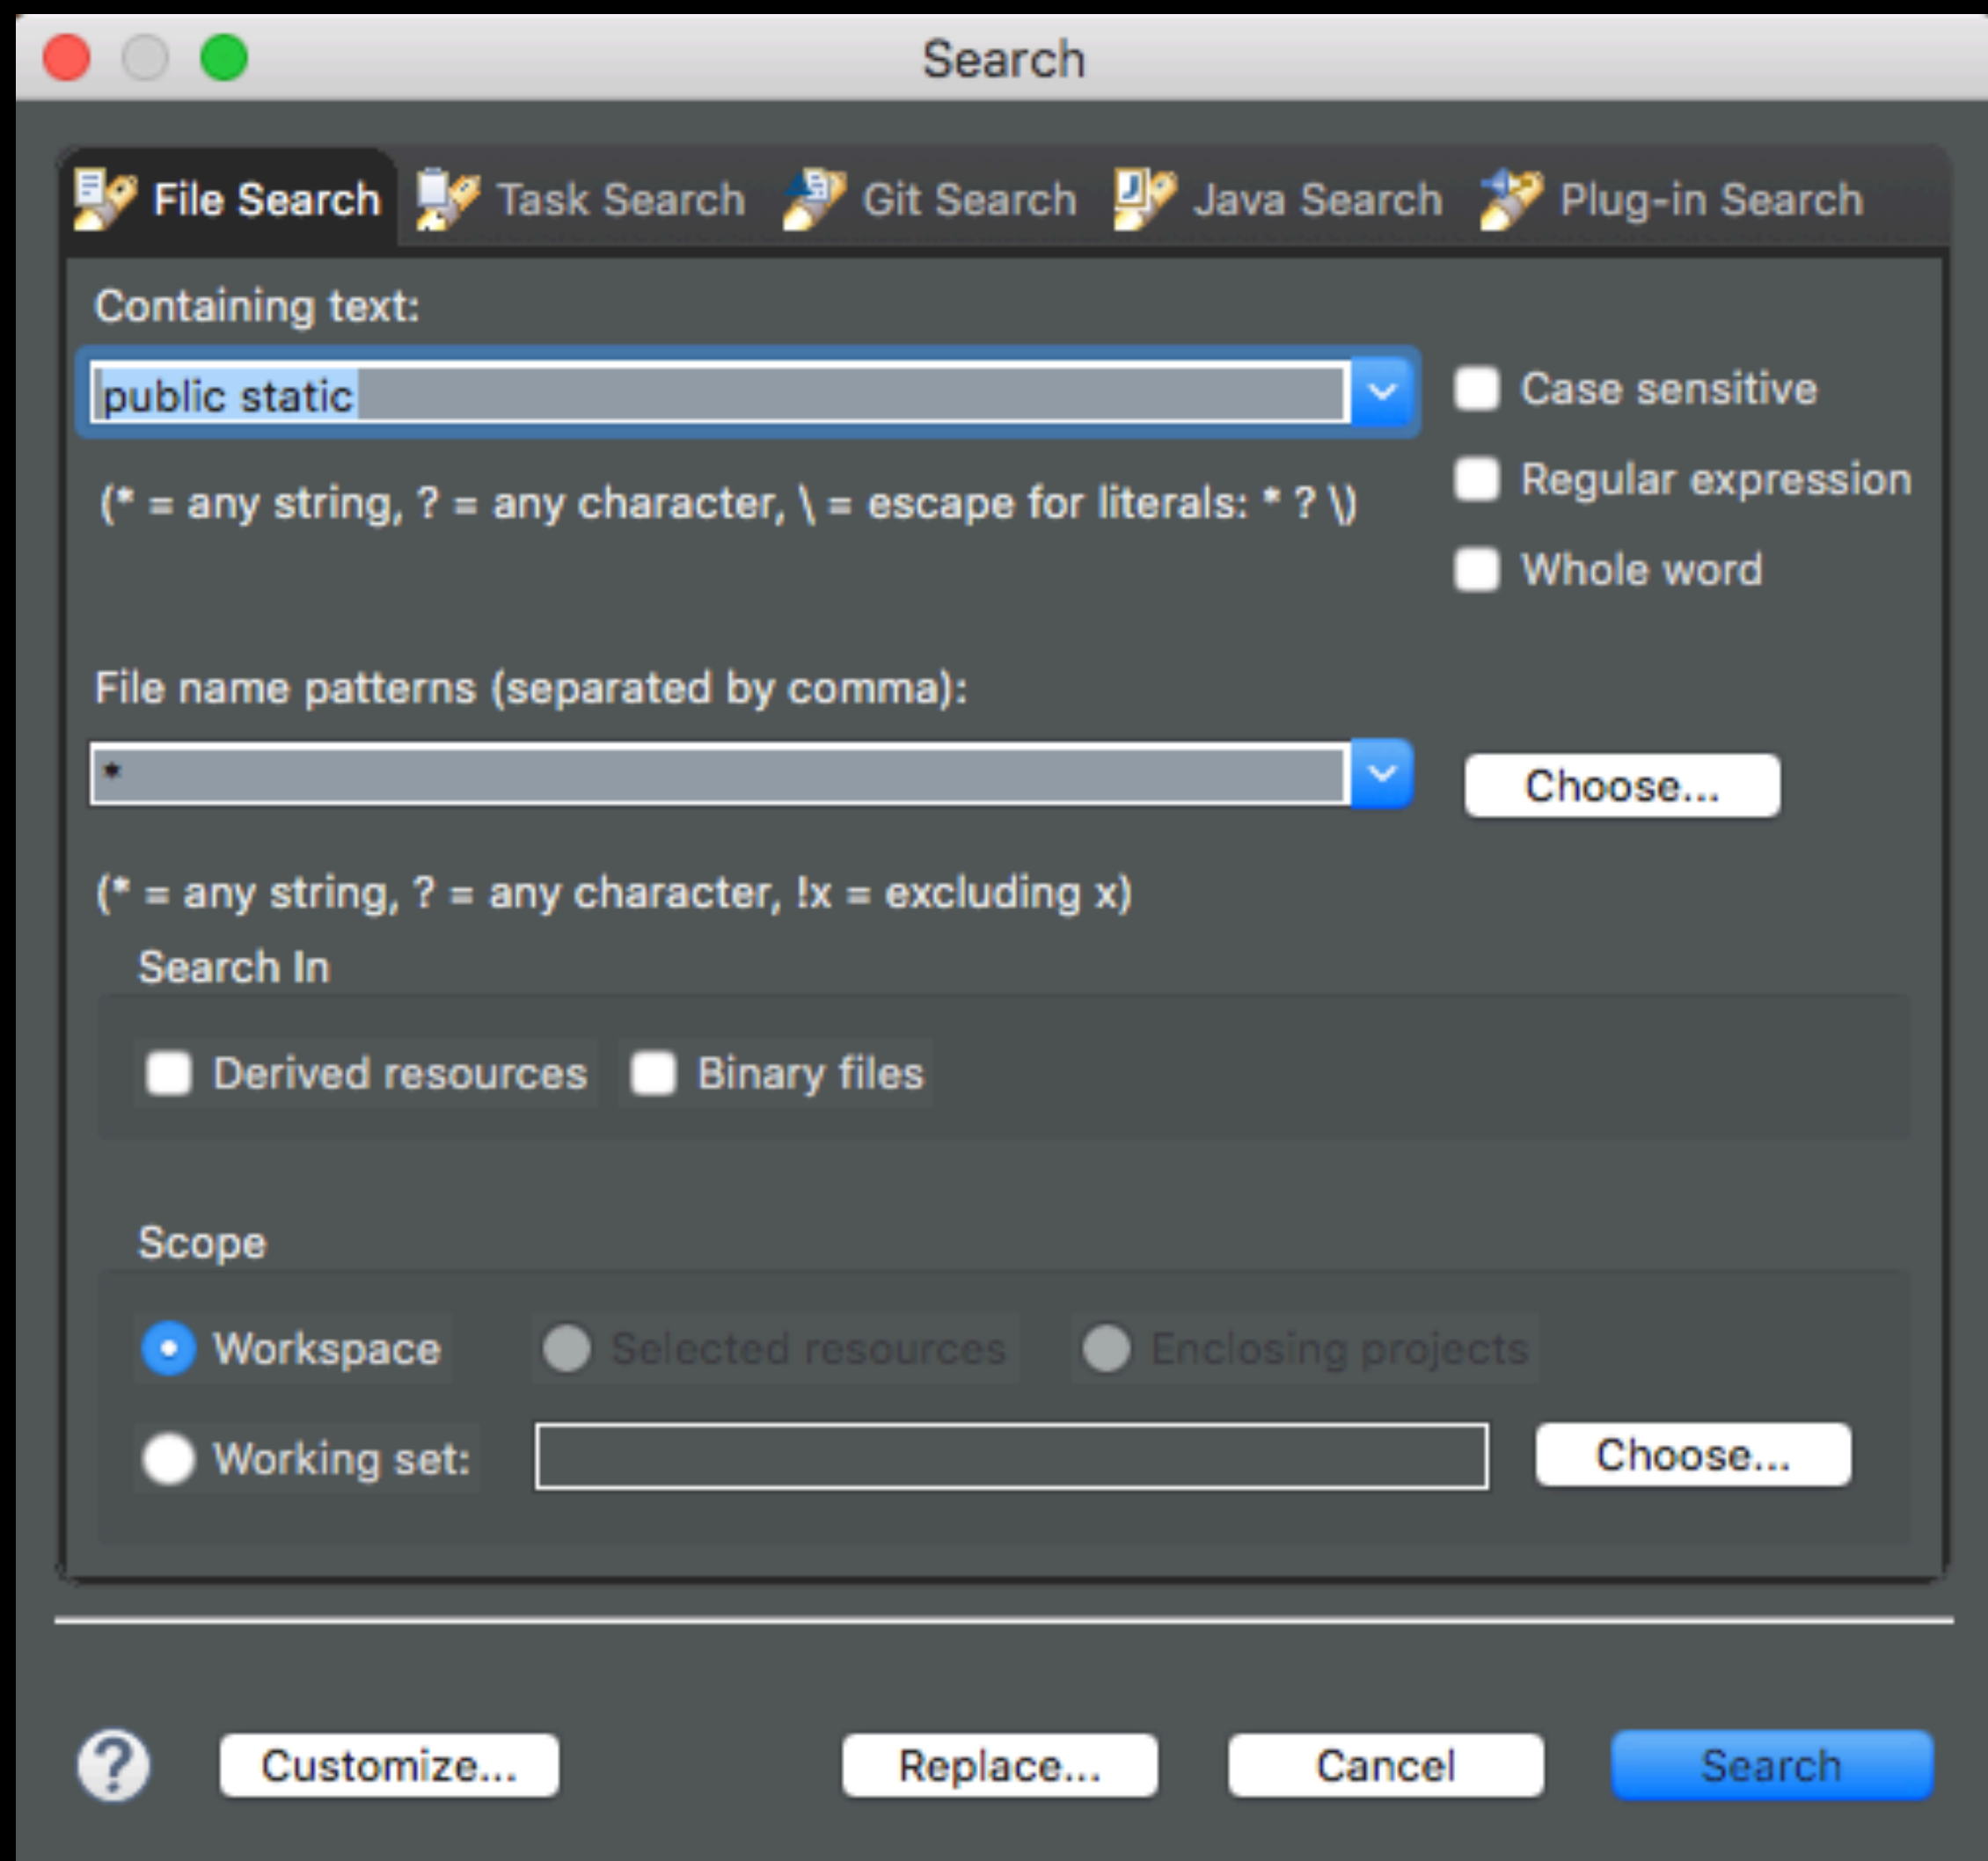 Search
File Search Task Search Git Search Java Search Plug-in Search
Containing text:
public static
Case sensitive
(* = any string, ? = any character, \ = escape for literals: * ? \)
Regular expression
Whole word
File name patterns (separated by comma):
*
Choose...
(* = any string, ? = any character, !x = excluding x)
Search In
Derived resources Binary files
Scope
Workspace Selected resources Enclosing projects
Working set: Choose...
? Customize... Replace... Cancel Search